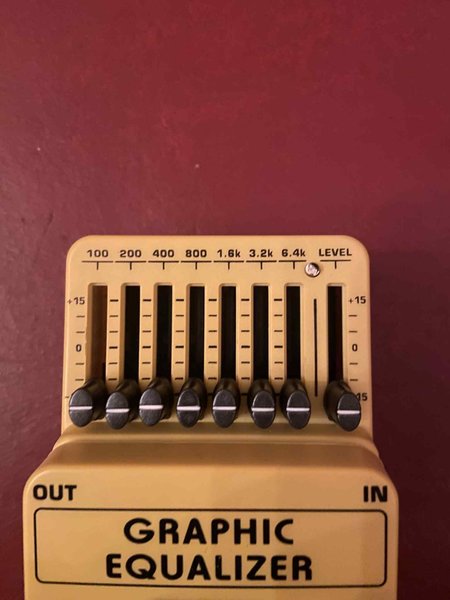 100 200 400 800 1.6k 3.2k 6.4k LEVEL
+15 +15
0 0
15
OUT IN
GRAPHIC
EQUALIZER